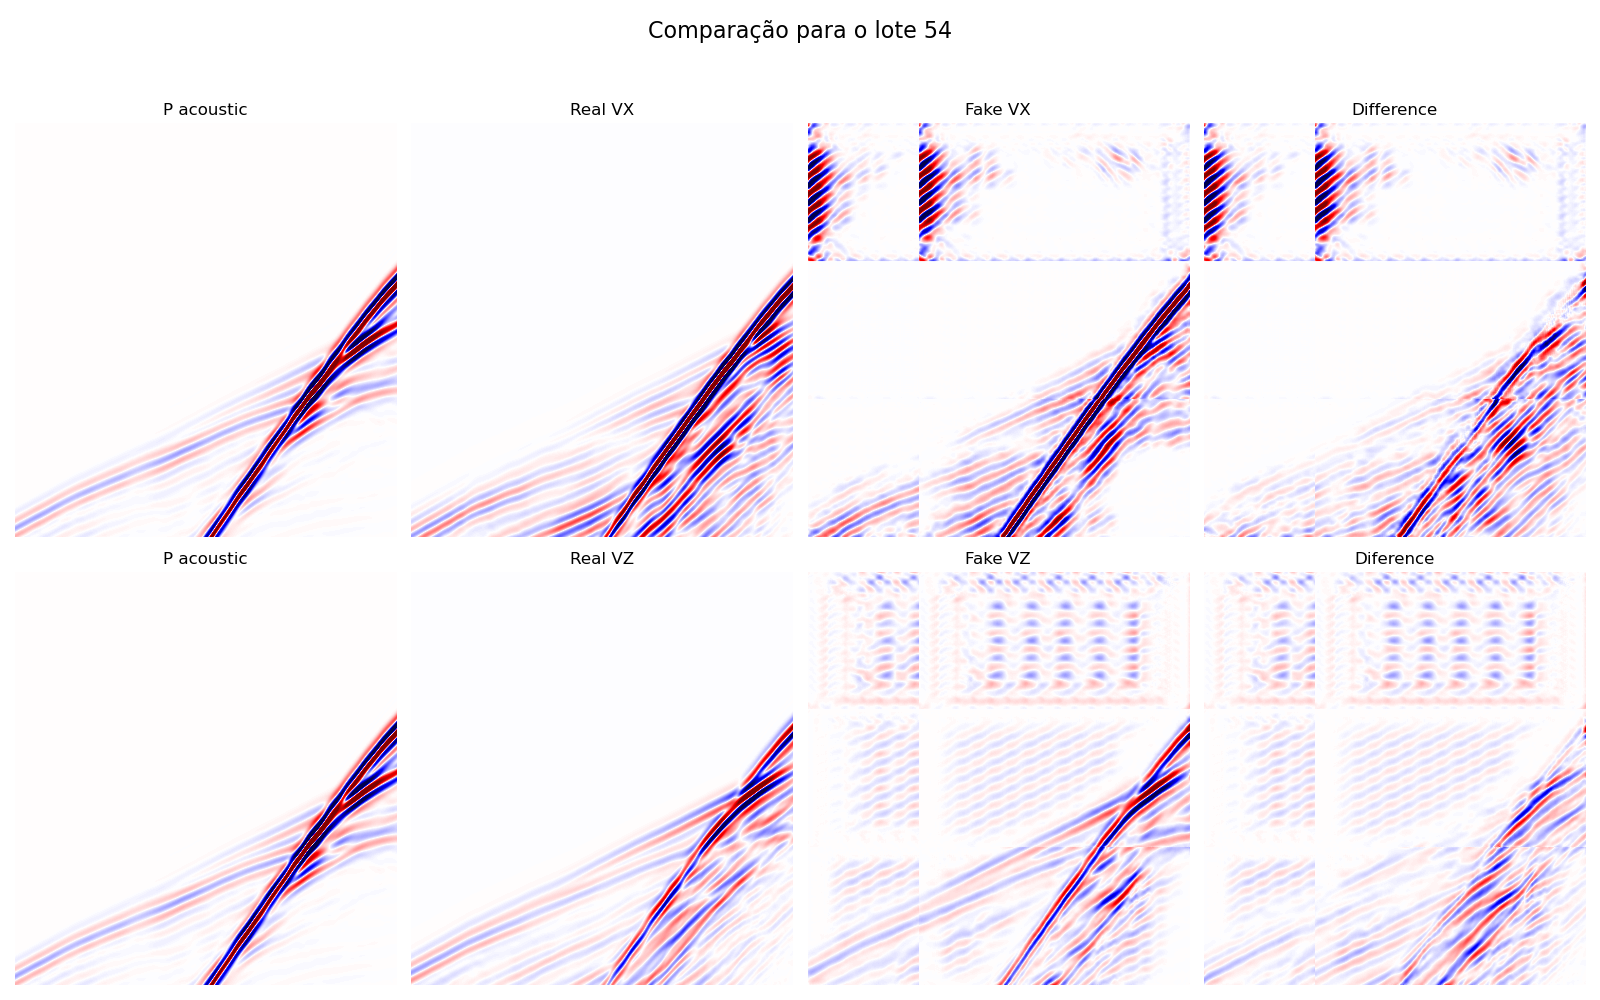 Comparação para o lote 54
P acoustic
Real VX
Fake VX
Difference
P acoustic
Real VZ
Fake VZ
Diference